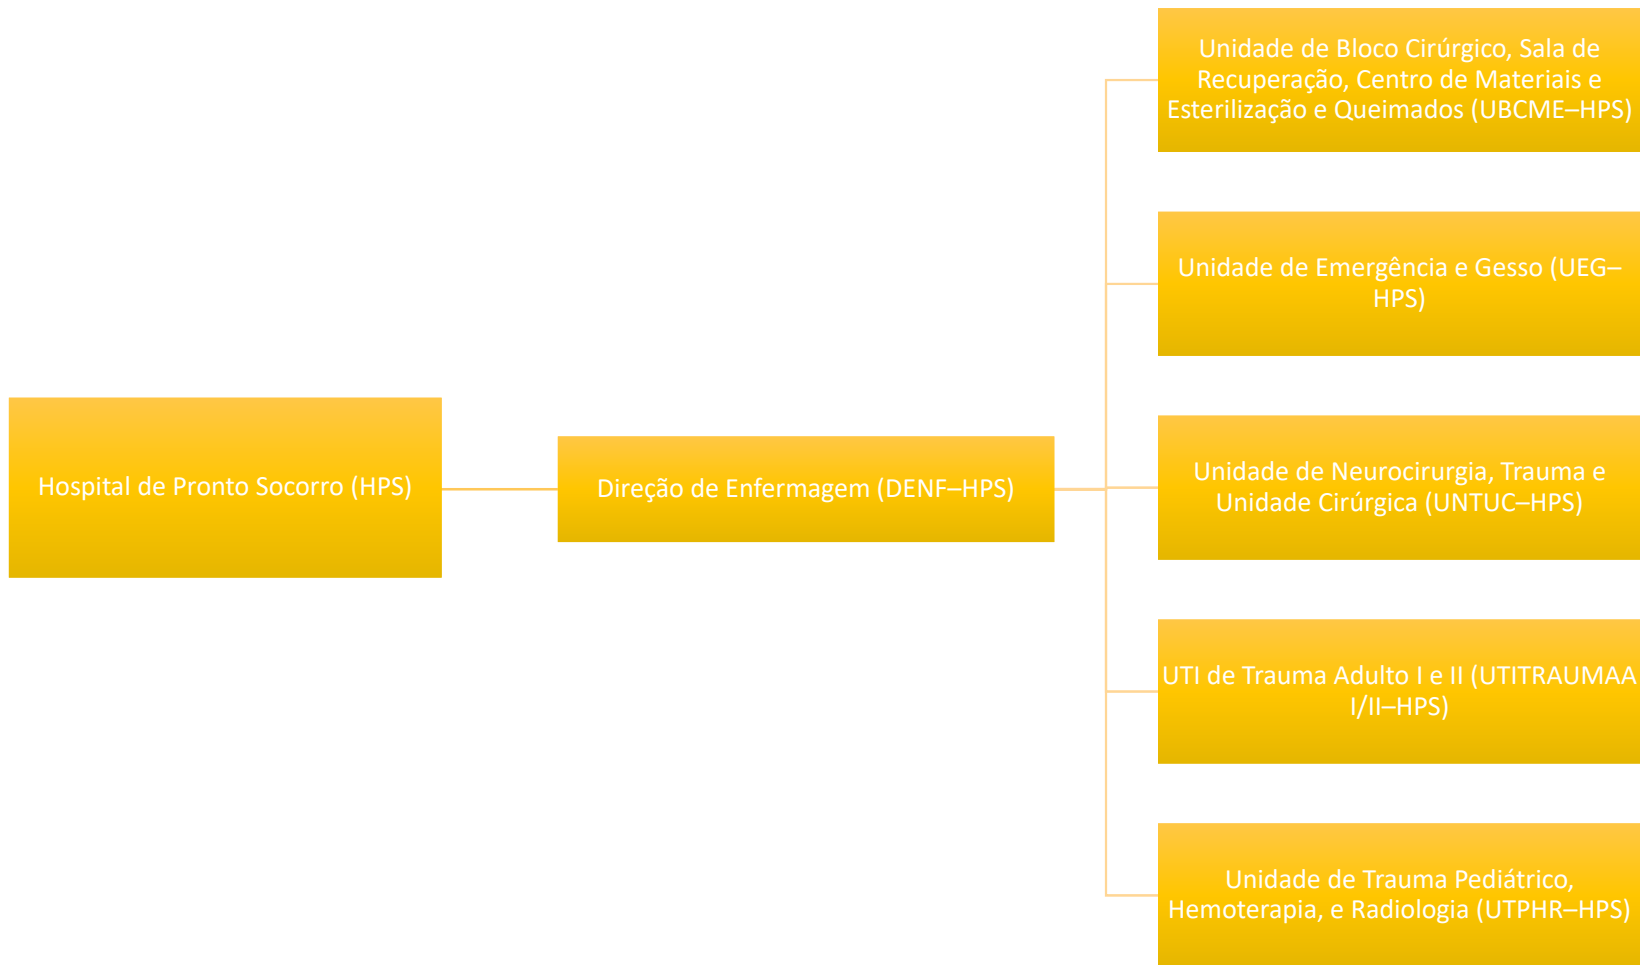 Unidade de Bloco Cirúrgico, Sala de
Recuperação, Centro de Materiais e
Esterilização e Queimados (UBCME–HPS)
Unidade de Emergência e Gesso (UEG–
HPS)
Hospital de Pronto Socorro (HPS)
Direção de Enfermagem (DENF–HPS)
Unidade de Neurocirurgia, Trauma e
Unidade Cirúrgica (UNTUC–HPS)
UTI de Trauma Adulto I e II (UTITRAUMAA
I/II–HPS)
Unidade de Trauma Pediátrico,
Hemoterapia, e Radiologia (UTPHR–HPS)